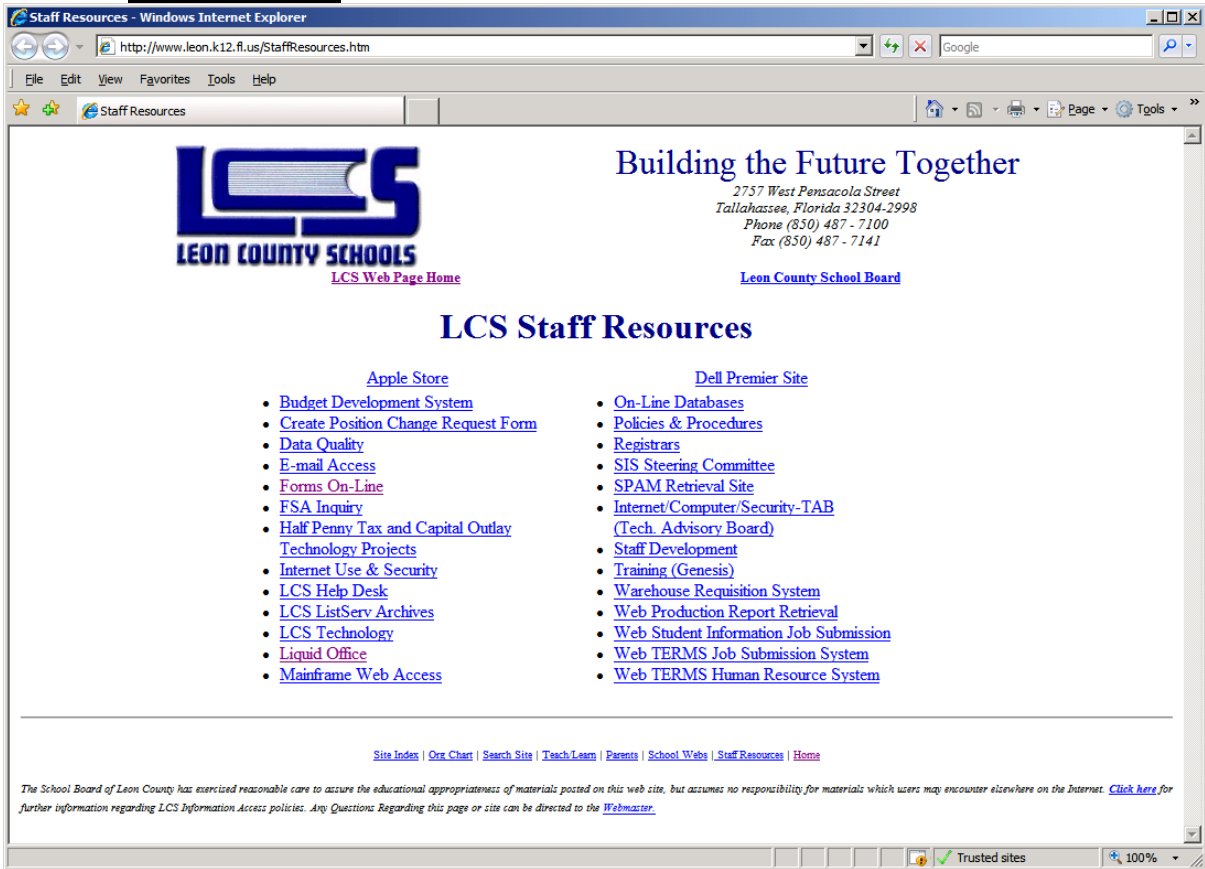 Staff Resources - Windows Internet Explorer
http://www.leon.k12.fl.us/StaffResources.htm
Google
File Edit View Favorites Tools Help
Staff Resources
Page Tools »
LCS
LEON COUNTY SCHOOLS
LCS Web Page Home
Building the Future Together
2757 West Pensacola Street
Tallahassee, Florida 32304-2998
Phone (850) 487 - 7100
Fax (850) 487 - 7141
Leon County School Board
LCS Staff Resources
Apple Store
• Budget Development System
• Create Position Change Request Form
• Data Quality
• E-mail Access
• Forms On-Line
• FSA Inquiry
• Half Penny Tax and Capital Outlay
Technology Projects
• Internet Use & Security
• LCS Help Desk
• LCS ListServ Archives
• LCS Technology
• Liquid Office
• Mainframe Web Access
Dell Premier Site
• On-Line Databases
• Policies & Procedures
• Registrars
• SIS Steering Committee
• SPAM Retrieval Site
• Internet/Computer/Security-TAB
(Tech. Advisory Board)
• Staff Development
• Training (Genesis)
• Warehouse Requisition System
• Web Production Report Retrieval
• Web Student Information Job Submission
• Web TERMS Job Submission System
• Web TERMS Human Resource System
Site Index | Org Chart | Search Site | Teach/Learn | Parents | School Webs | Staff Resources | Home
The School Board of Leon County has exercised reasonable care to assure the educational appropriateness of materials posted on this web site, but assumes no responsibility for materials which users may encounter elsewhere on the Internet. Click here for
further information regarding LCS Information Access policies. Any Questions Regarding this page or site can be directed to the Webmaster.
Trusted sites
100%